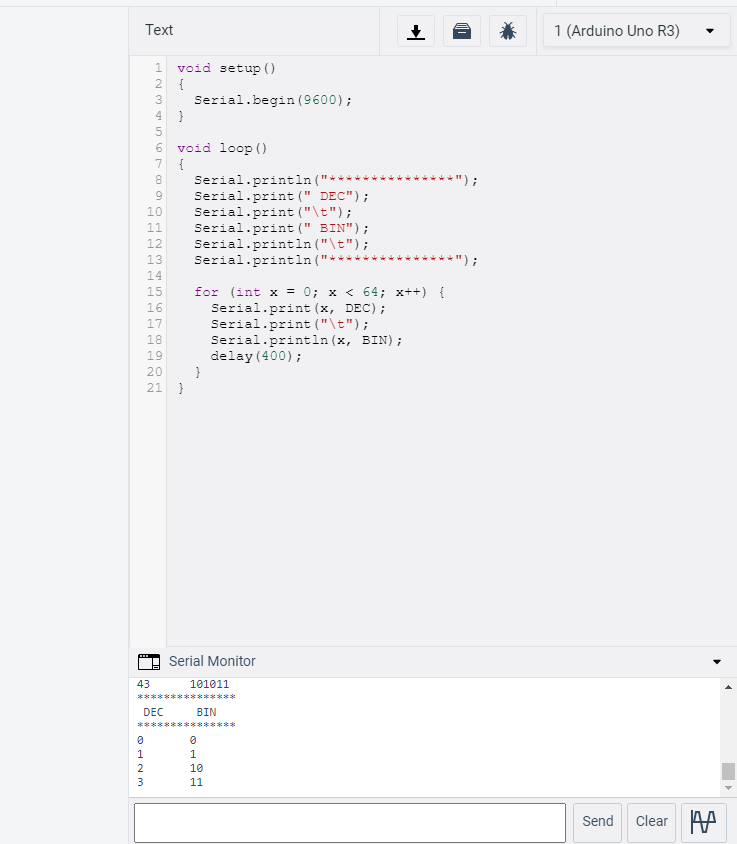 Text
1 (Arduino Uno R3)
1 void setup()
2 {
3   Serial.begin(9600);
4 }
5
6 void loop()
7 {
8   Serial.println("***************");
9   Serial.print(" DEC");
10   Serial.print("\t");
11   Serial.print(" BIN");
12   Serial.println("\t");
13   Serial.println("***************");
14
15   for (int x = 0; x < 64; x++) {
16     Serial.print(x, DEC);
17     Serial.print("\t");
18     Serial.println(x, BIN);
19     delay(400);
20   }
21 }
Serial Monitor
43 101011
***************
DEC BIN
***************
0 0
1 1
2 10
3 11
Send
Clear